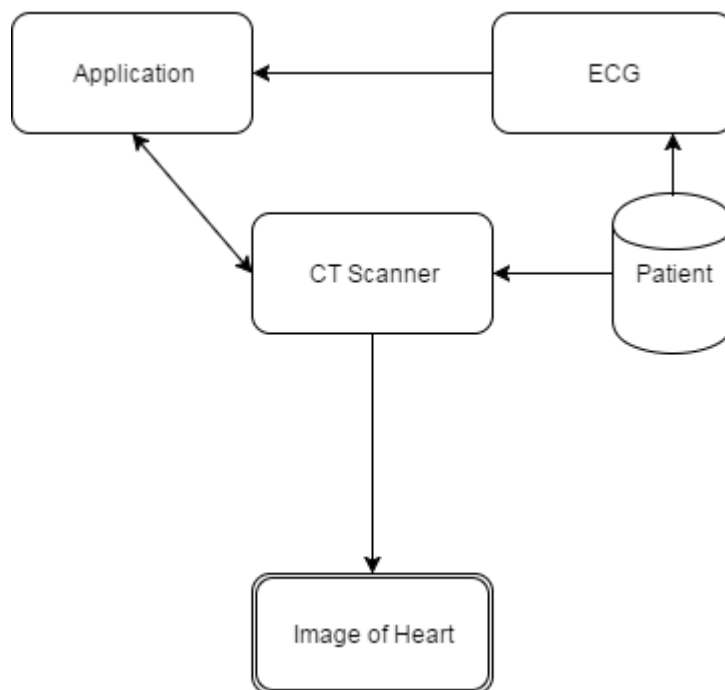 Application
ECG
CT Scanner
Patient
Image of Heart